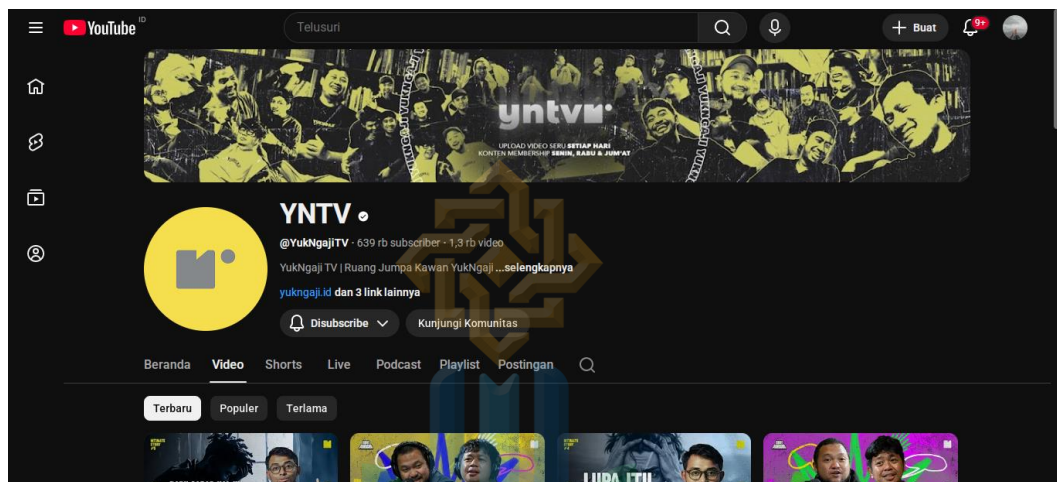 YouTube ID
Telusuri
Buat
9+
yntv
UPLOAD VIDEO SERU SETIAP HARI
KONTEN MEMBERSHIP SENIN, RABU & JUM'AT
YNTV
@YukNgajiTV · 639 rb subscriber · 1,3 rb video
YukNgaji TV | Ruang Jumpa Kawan YukNgaji ...selengkapnya
yukngaji.id dan 3 link lainnya
Disubscribe
Kunjungi Komunitas
Beranda Video Shorts Live Podcast Playlist Postingan
Terbaru Populer Terlama
LUPA ITU